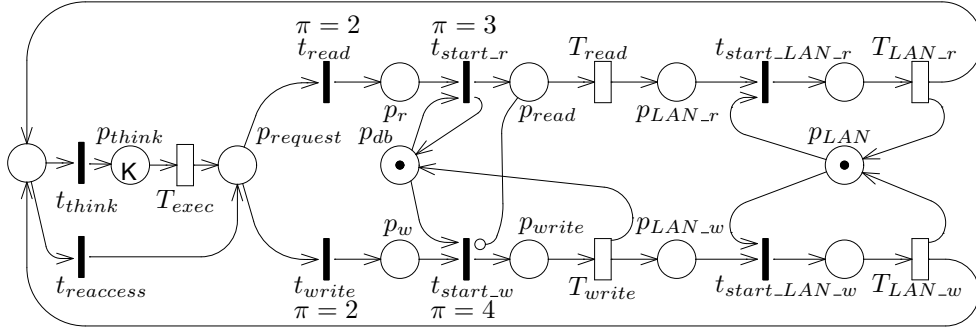 π = 2 π = 3
t_read t_start_r T_read t_start_LAN_r T_LAN_r
p_r p_read p_LAN_r
p_think p_request p_db p_LAN
K
t_think T_exec
p_w p_write p_LAN_w
t_reaccess t_write t_start_w T_write t_start_LAN_w T_LAN_w
π = 2 π = 4